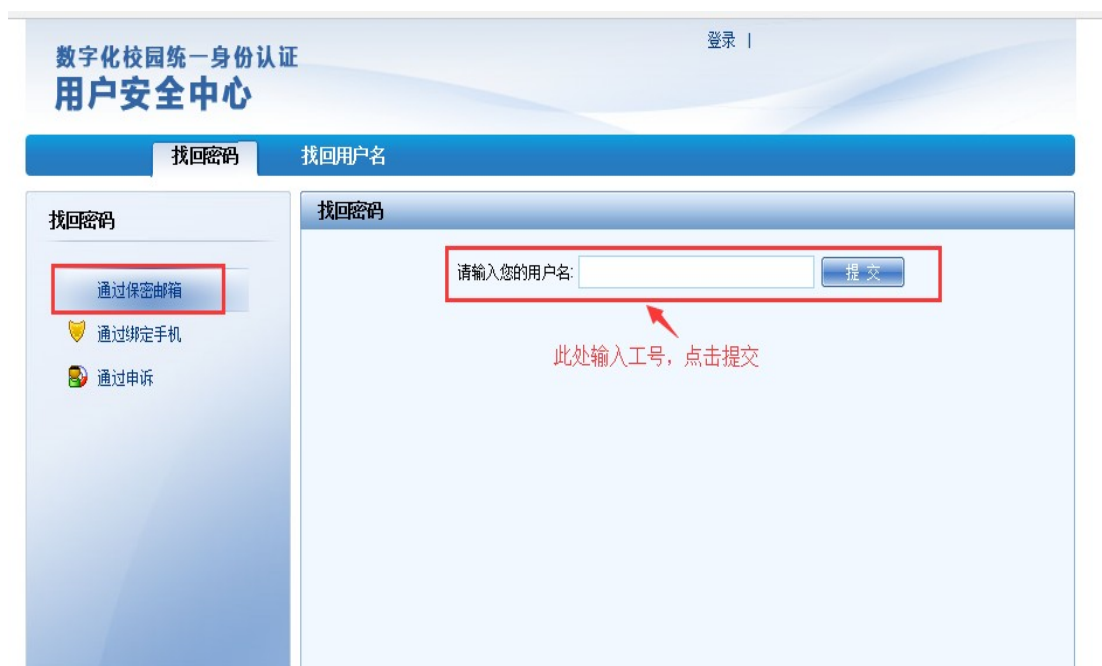 登录 |
数字化校园统一身份认证
用户安全中心
找回密码 找回用户名
找回密码
通过保密邮箱
通过绑定手机
通过申诉
找回密码
请输入您的用户名: 提 交
此处输入工号，点击提交